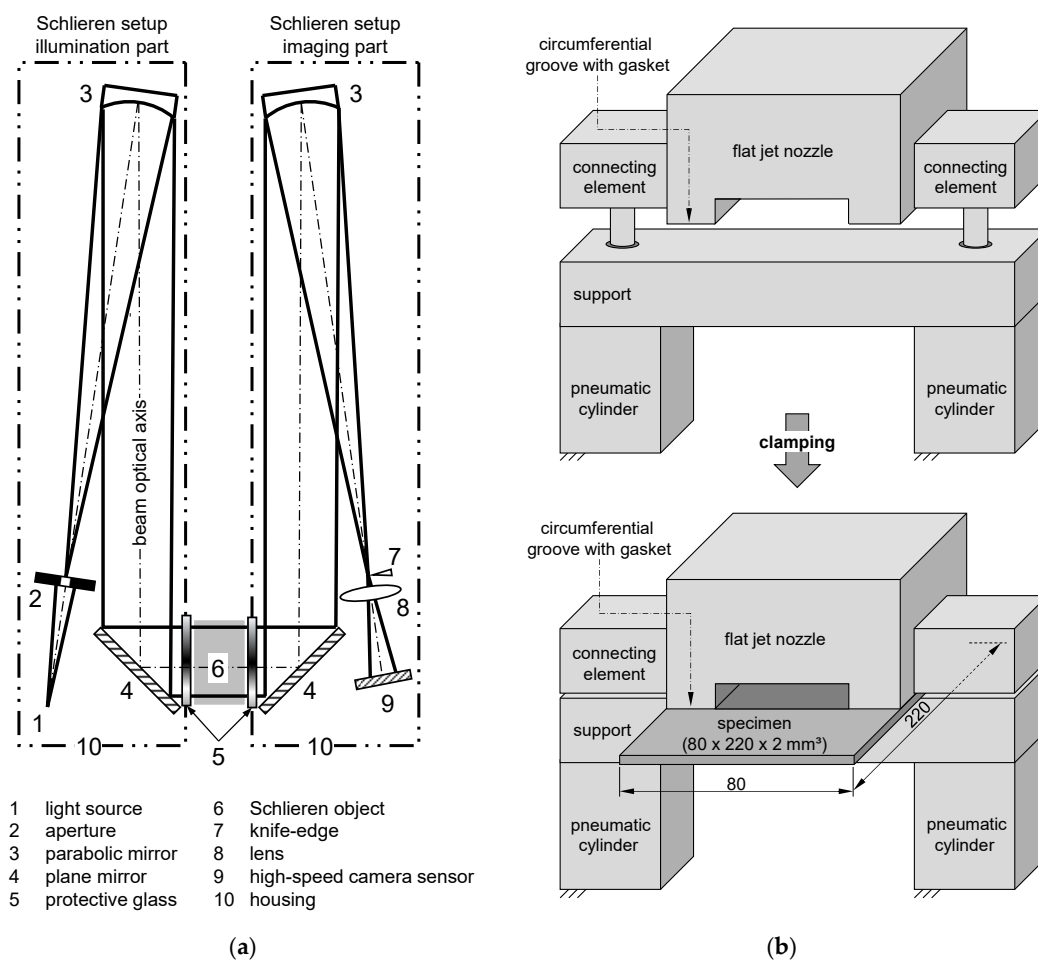 Schlieren setup
illumination part
Schlieren setup
imaging part
3
3
beam optical axis
2
7
8
1
4
6
4
9
10
5
10
1 light source
2 aperture
3 parabolic mirror
4 plane mirror
5 protective glass
6 Schlieren object
7 knife-edge
8 lens
9 high-speed camera sensor
10 housing
(a)
circumferential
groove with gasket
flat jet nozzle
connecting
element
connecting
element
support
pneumatic
cylinder
pneumatic
cylinder
clamping
circumferential
groove with gasket
flat jet nozzle
connecting
element
support
specimen
(80 x 220 x 2 mm³)
220
80
pneumatic
cylinder
pneumatic
cylinder
(b)